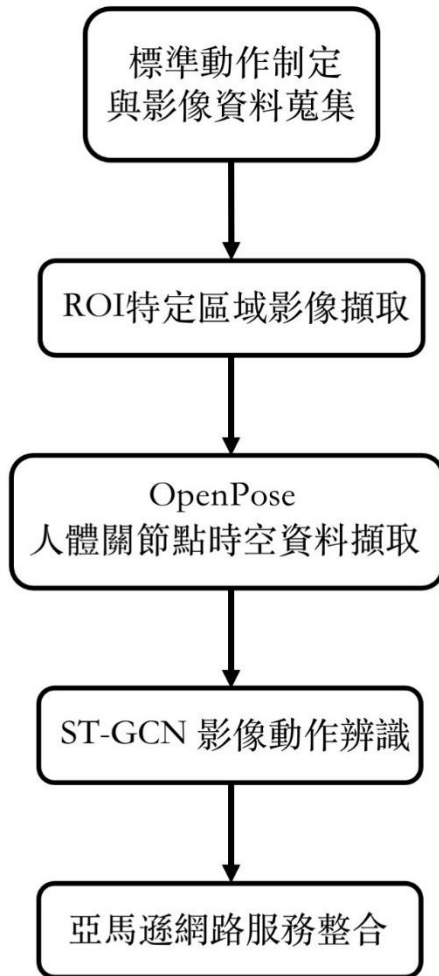 標準動作制定
與影像資料蒐集
ROI特定區域影像擷取
OpenPose
人體關節點時空資料擷取
ST-GCN 影像動作辨識
亞馬遜網路服務整合